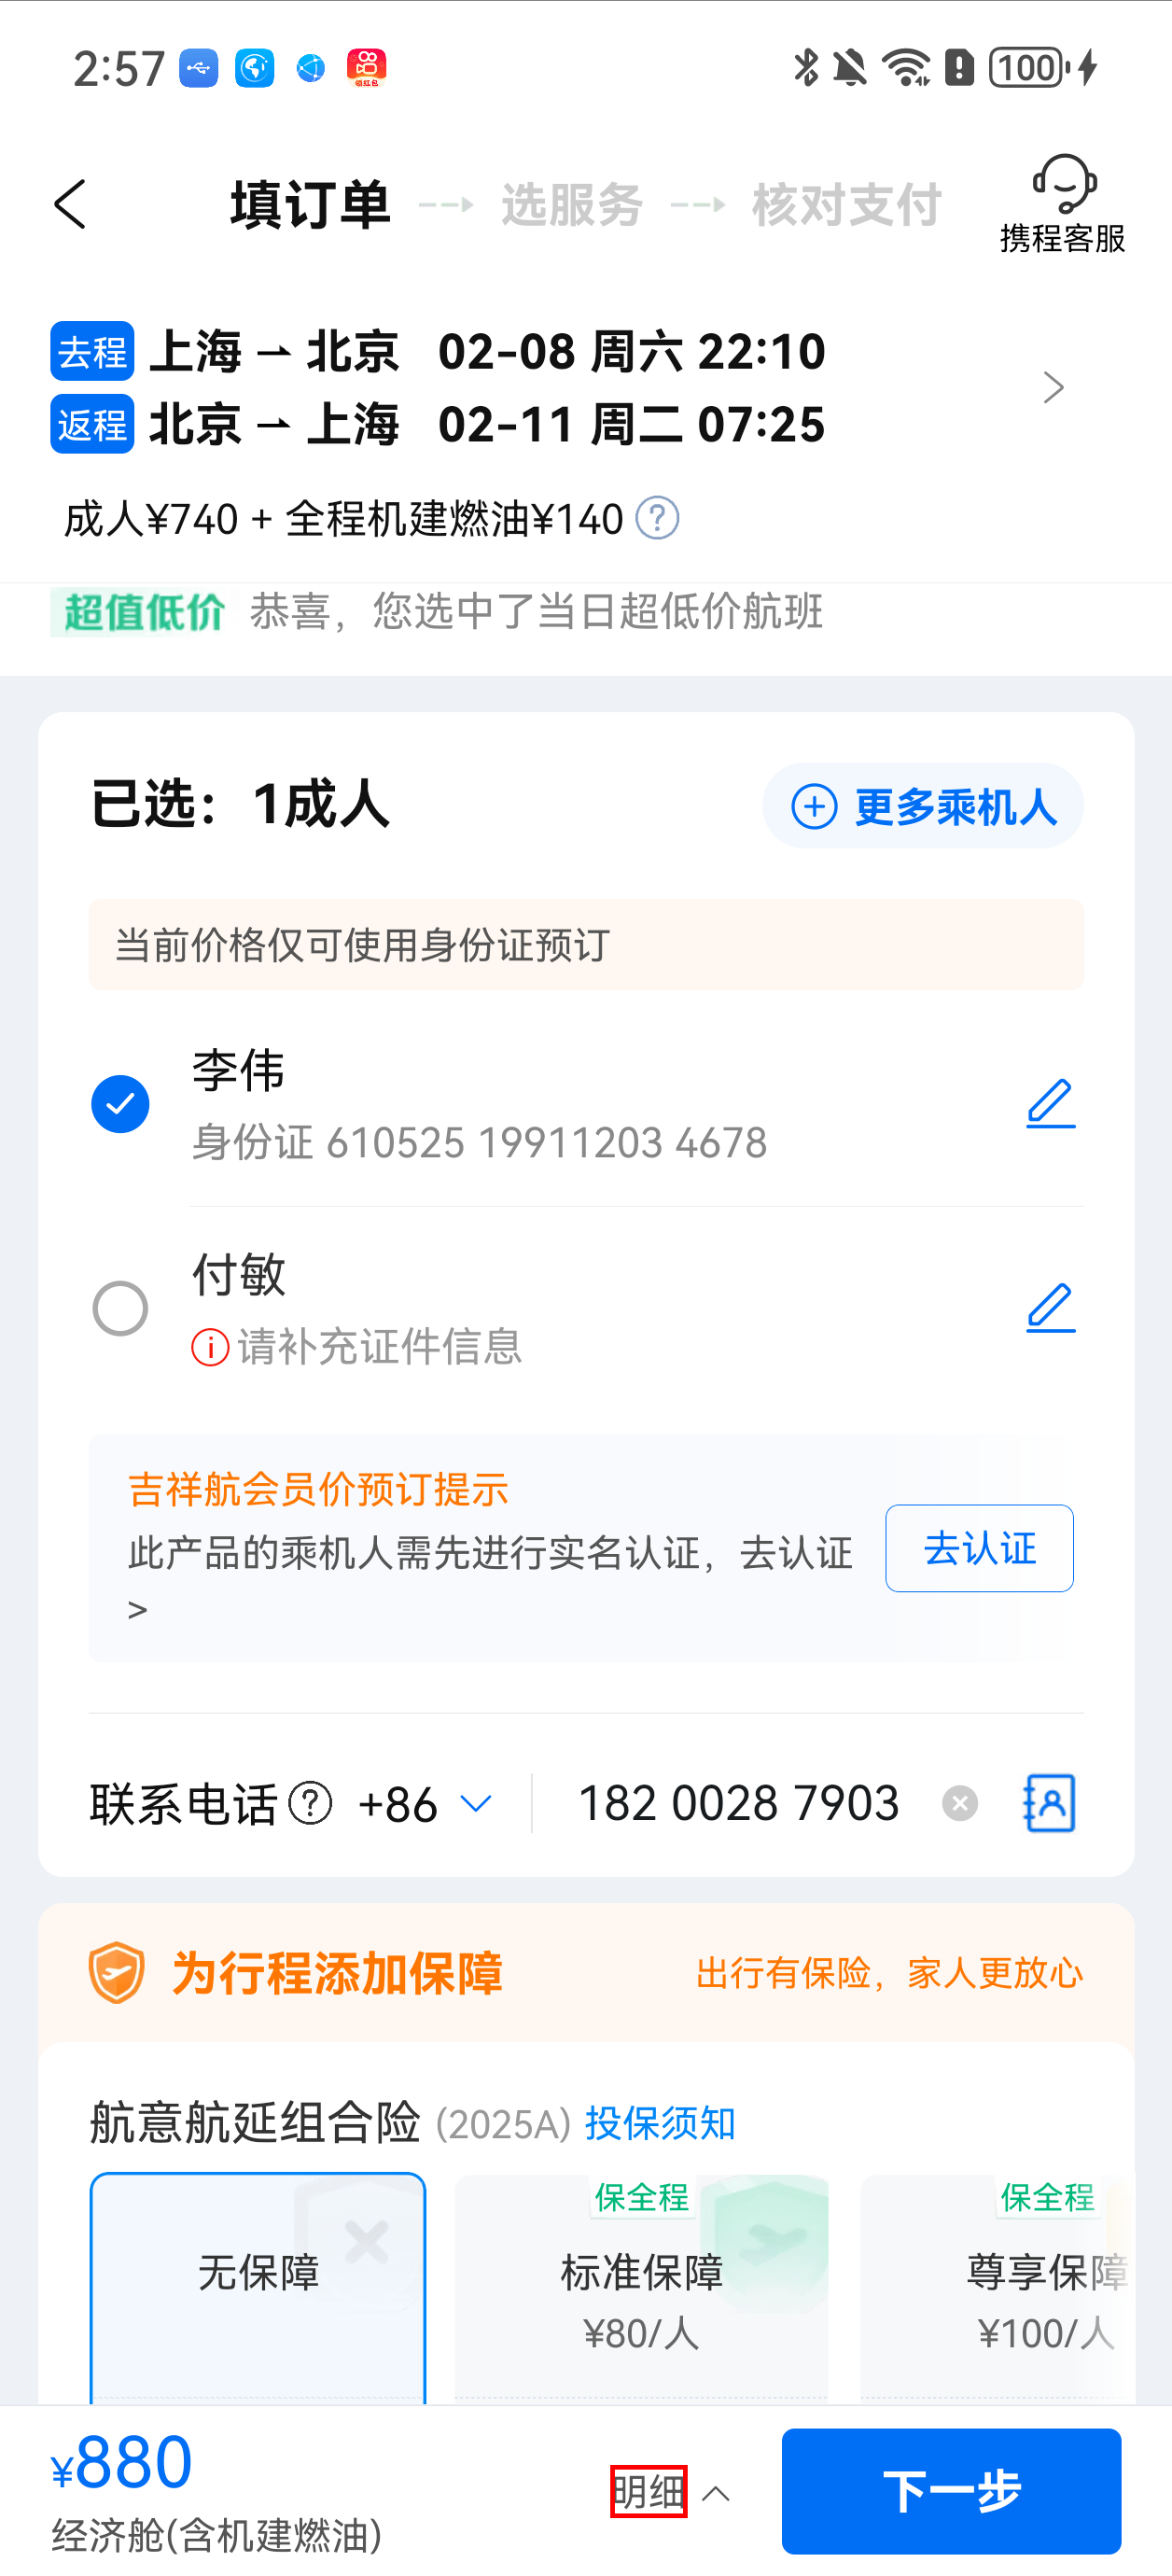 2:57
领红包
100
填订单 选服务 核对支付
携程客服
去程 上海 → 北京 02-08 周六 22:10
返程 北京 → 上海 02-11 周二 07:25
成人¥740 + 全程机建燃油¥140 ?
超值低价 恭喜，您选中了当日超低价航班
已选：1成人
更多乘机人
当前价格仅可使用身份证预订
李伟
身份证 610525 19911203 4678
付敏
请补充证件信息
吉祥航会员价预订提示
此产品的乘机人需先进行实名认证，去认证
>
去认证
联系电话 ? +86 182 0028 7903
为行程添加保障 出行有保险，家人更放心
航意航延组合险 (2025A) 投保须知
无保障
保全程
标准保障
¥80/人
保全程
尊享保障
¥100/人
¥880
经济舱(含机建燃油)
明细
下一步